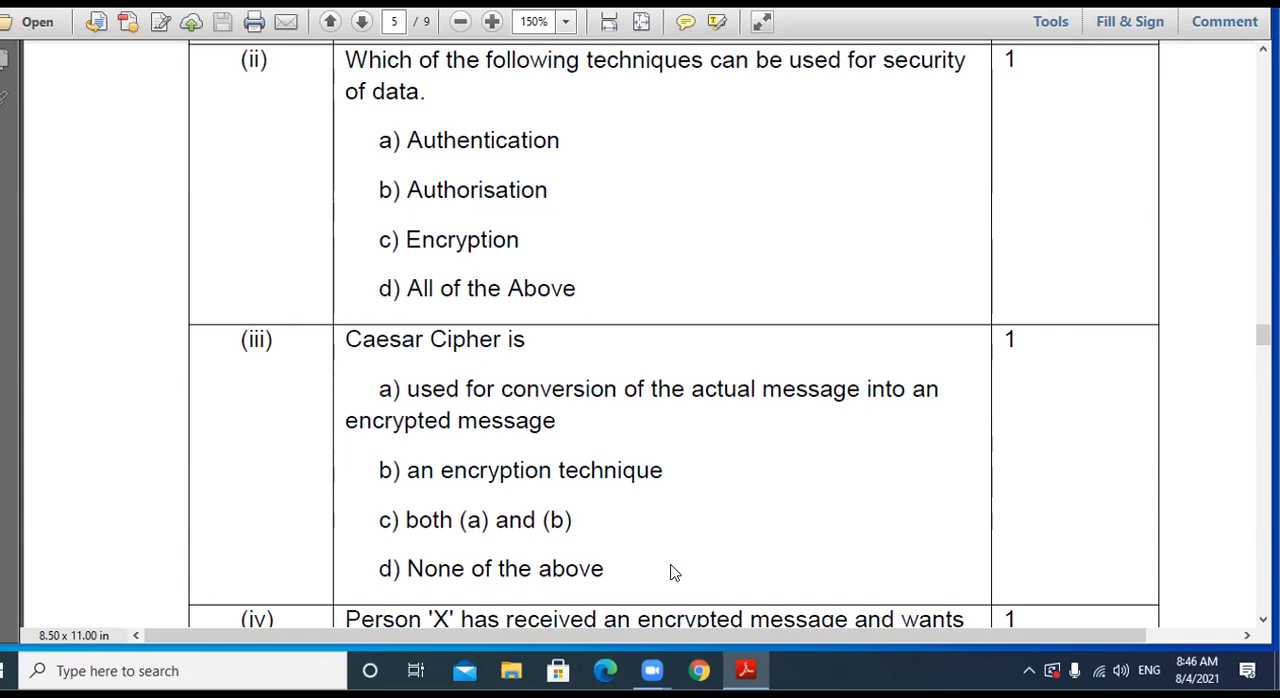 Open
5 / 9
150%
Tools
Fill & Sign
Comment
(ii) Which of the following techniques can be used for security 1
of data.
a) Authentication
b) Authorisation
c) Encryption
d) All of the Above
(iii) Caesar Cipher is 1
a) used for conversion of the actual message into an
encrypted message
b) an encryption technique
c) both (a) and (b)
d) None of the above
(iv) Person 'X' has received an encrypted message and wants 1
8.50 x 11.00 in
Type here to search
ENG
8:46 AM
8/4/2021